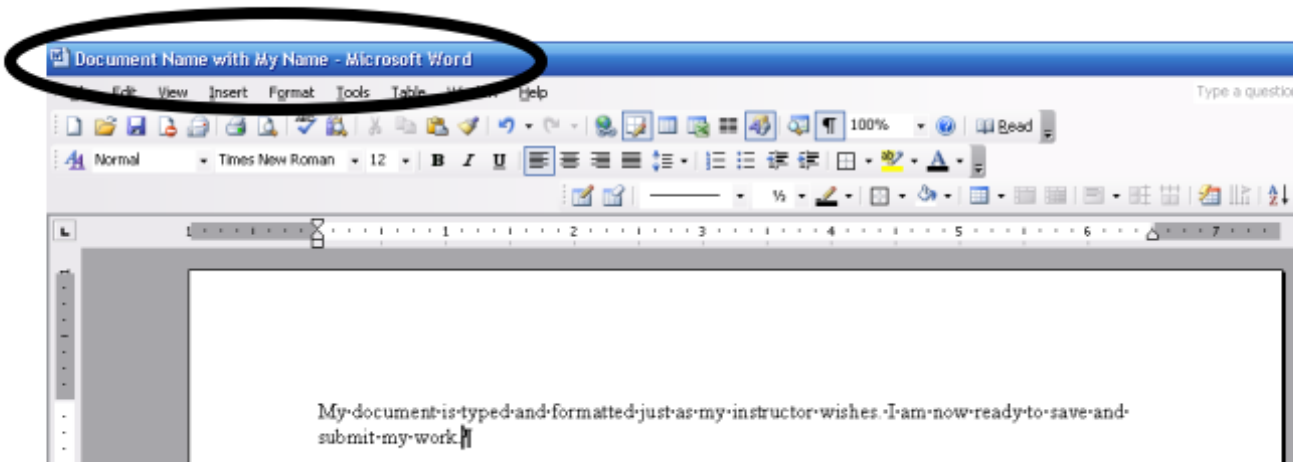 Document Name with My Name - Microsoft Word
Edit View Insert Format Tools Table Help
Type a question
100% Read
Normal Times New Roman 12 B I U
½
1 1 2 3 4 5 6 7
My·document·is·typed·and·formatted·just·as·my·instructor·wishes.·I·am·now·ready·to·save·and·
submit·my·work.¶